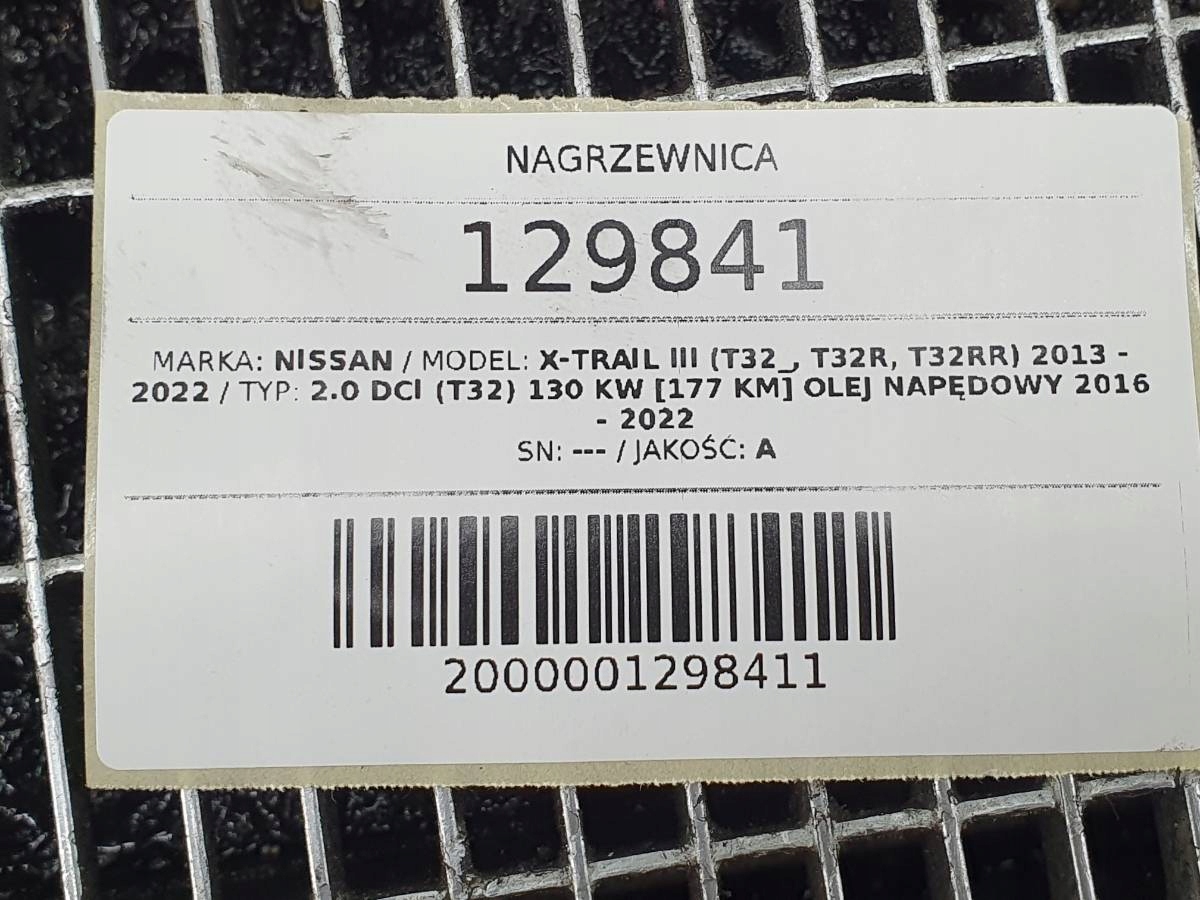 NAGRZEWNICA
129841
MARKA: NISSAN / MODEL: X-TRAIL III (T32_, T32R, T32RR) 2013 -
2022 / TYP: 2.0 DCI (T32) 130 KW [177 KM] OLEJ NAPĘDOWY 2016
- 2022
SN: --- / JAKOŚĆ: A
2000001298411